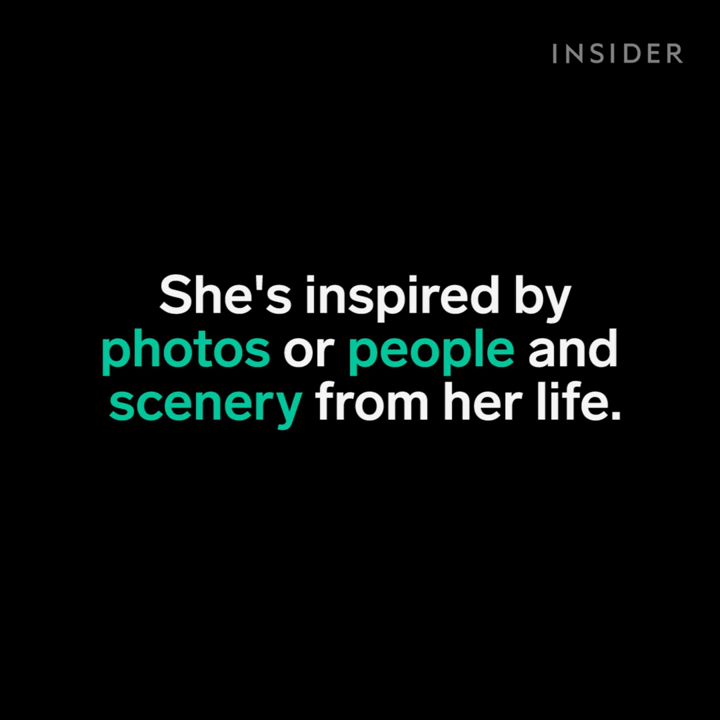 INSIDER
She's inspired by
photos or people and
scenery from her life.